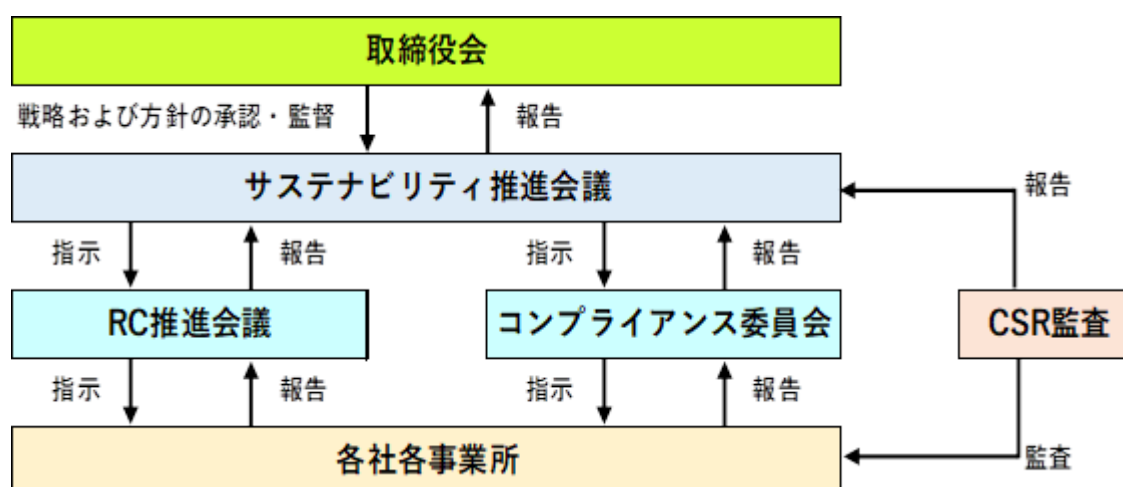 取締役会
戦略および方針の承認・監督
報告
サステナビリティ推進会議
報告
指示
報告
指示
報告
RC推進会議
コンプライアンス委員会
CSR監査
指示
報告
指示
報告
各社各事業所
監査